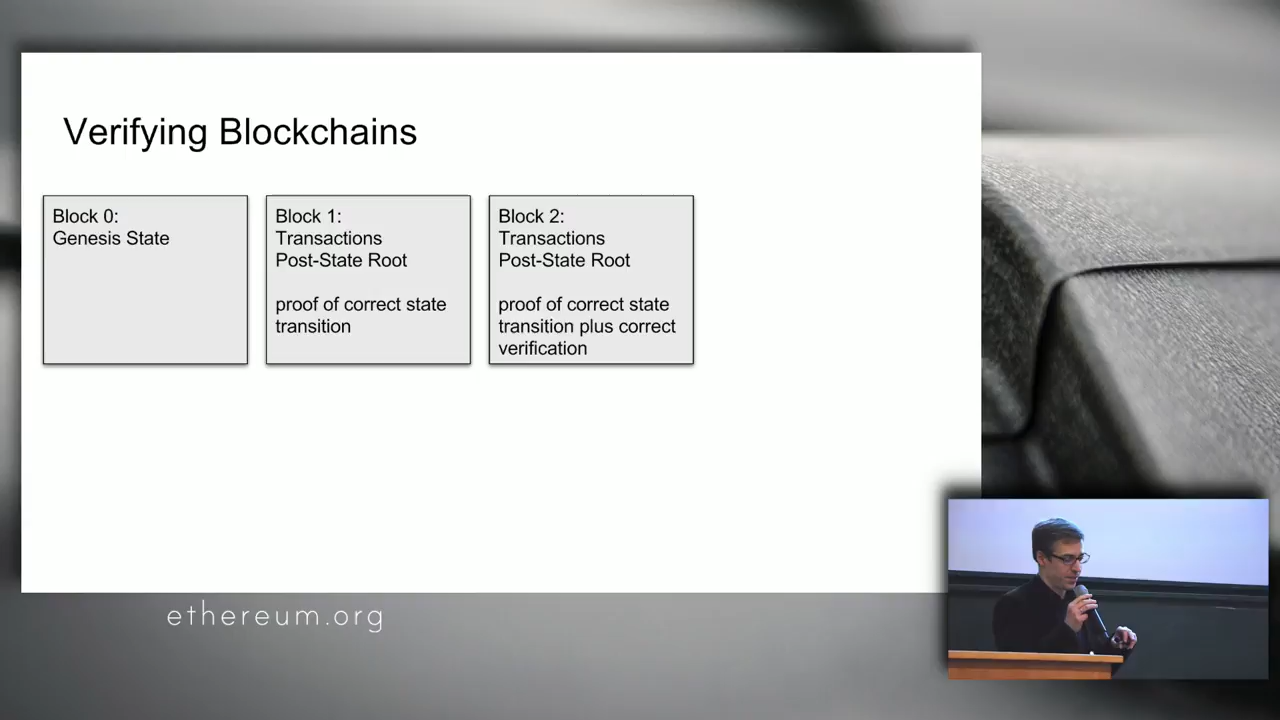 Verifying Blockchains
Block 0:
Genesis State
Block 1:
Transactions
Post-State Root
proof of correct state
transition
Block 2:
Transactions
Post-State Root
proof of correct state
transition plus correct
verification
ethereum.org